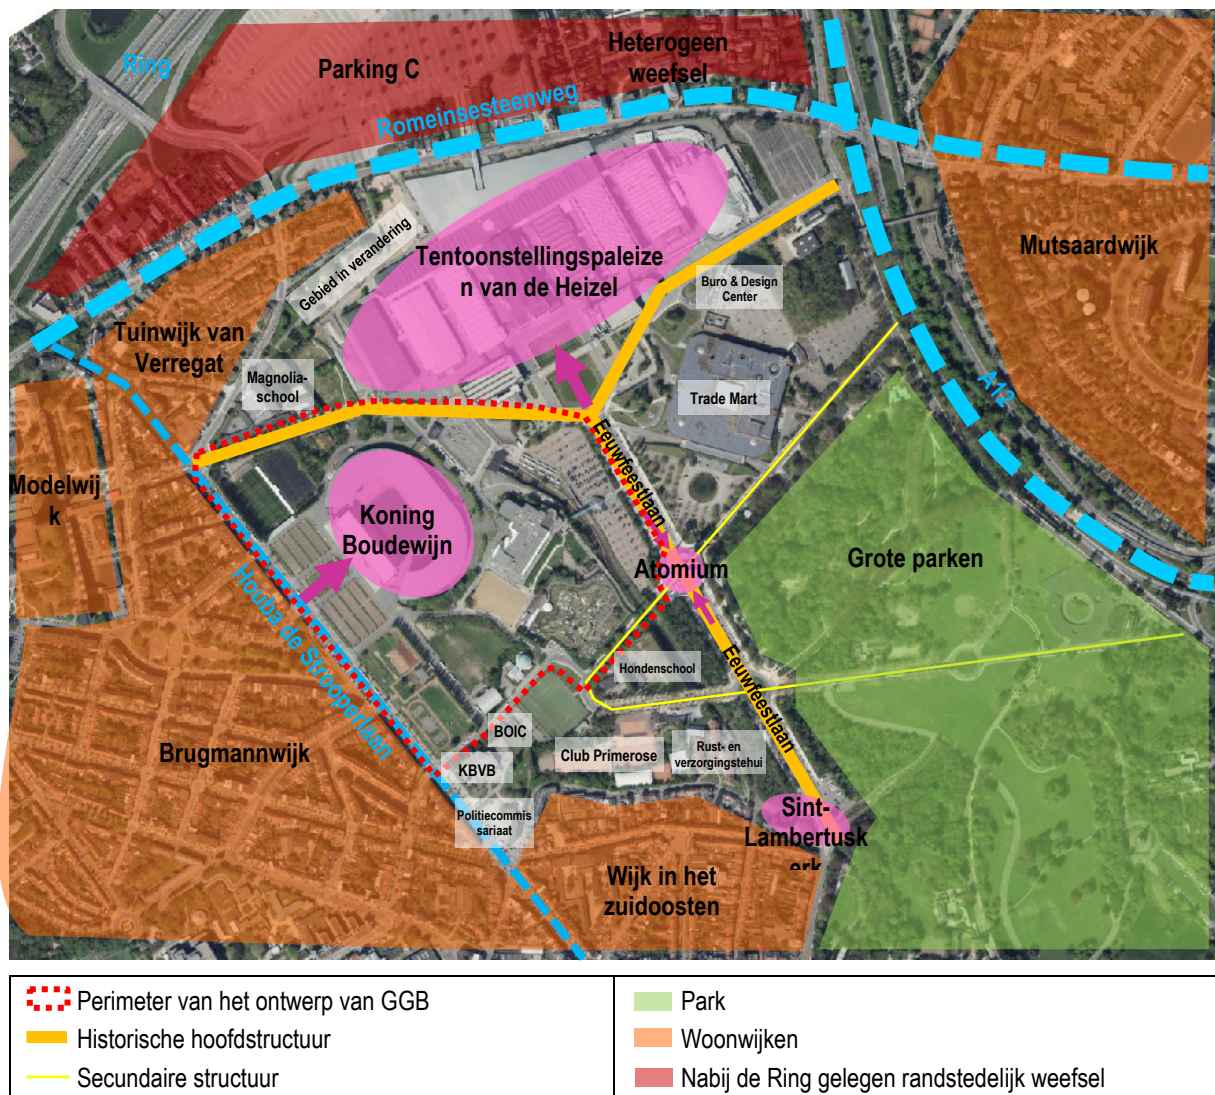 Ring
Parking C
Heterogeen
weefsel
Romeinsesteenweg
Mutsaardwijk
Gebied in verandering
Tentoonstellingspaleize
n van de Heizel
Buro & Design
Center
Tuinwijk van
Verregat
Magnolia-
school
Trade Mart
A12
Eeuwfeestlaan
Modelwij
k
Koning
Boudewijn
Atomium
Grote parken
Houba de Strooperlaan
Hondenschool
Eeuwfeestlaan
BOIC
Brugmannwijk
KBVB
Club Primerose
Rust- en
verzorgingstehui
Politiecommis
sariaat
Sint-
Lambertusk
erk
Wijk in het
zuidoosten
Perimeter van het ontwerp van GGB
Historische hoofdstructuur
Secundaire structuur
Park
Woonwijken
Nabij de Ring gelegen randstedelijk weefsel